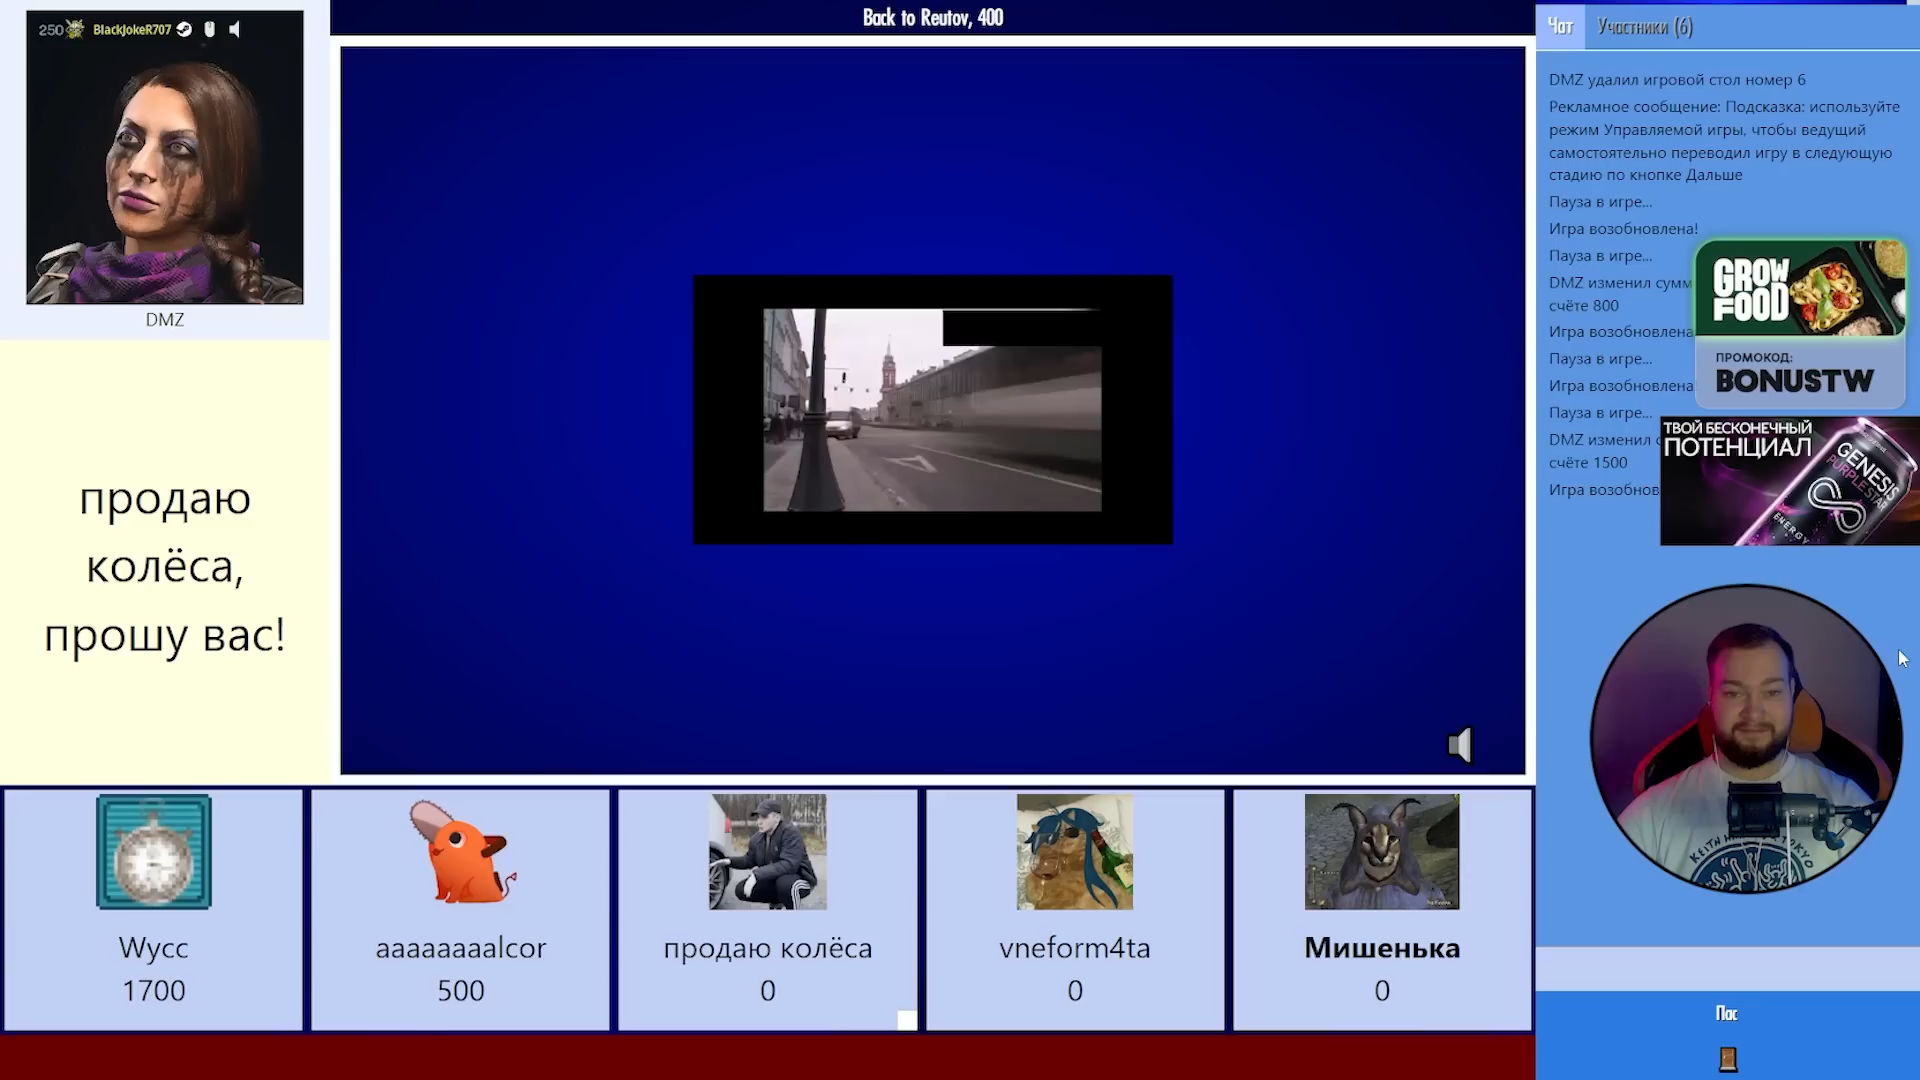 250 BlackJokeR707
DMZ
продаю
колёса,
прошу вас!
Back to Reutov, 400
Wycc
1700
aaaaaaaalcor
500
продаю колёса
0
vneform4ta
0
Мишенька
0
Чат
Участники (6)
DMZ удалил игровой стол номер 6
Рекламное сообщение: Подсказка: используйте
режим Управляемой игры, чтобы ведущий
самостоятельно переводил игру в следующую
стадию по кнопке Дальше
Пауза в игре...
Игра возобновлена!
Пауза в игре...
DMZ изменил сумм
счёте 800
Игра возобновлена
Пауза в игре...
Игра возобновлена
Пауза в игре...
DMZ изменил с
счёте 1500
Игра возобнов
GROW
FOOD
ПРОМОКОД:
BONUSTW
ТВОЙ БЕСКОНЕЧНЫЙ
ПОТЕНЦИАЛ
GENESIS
PURPLE STAR
ENERGY
Пас